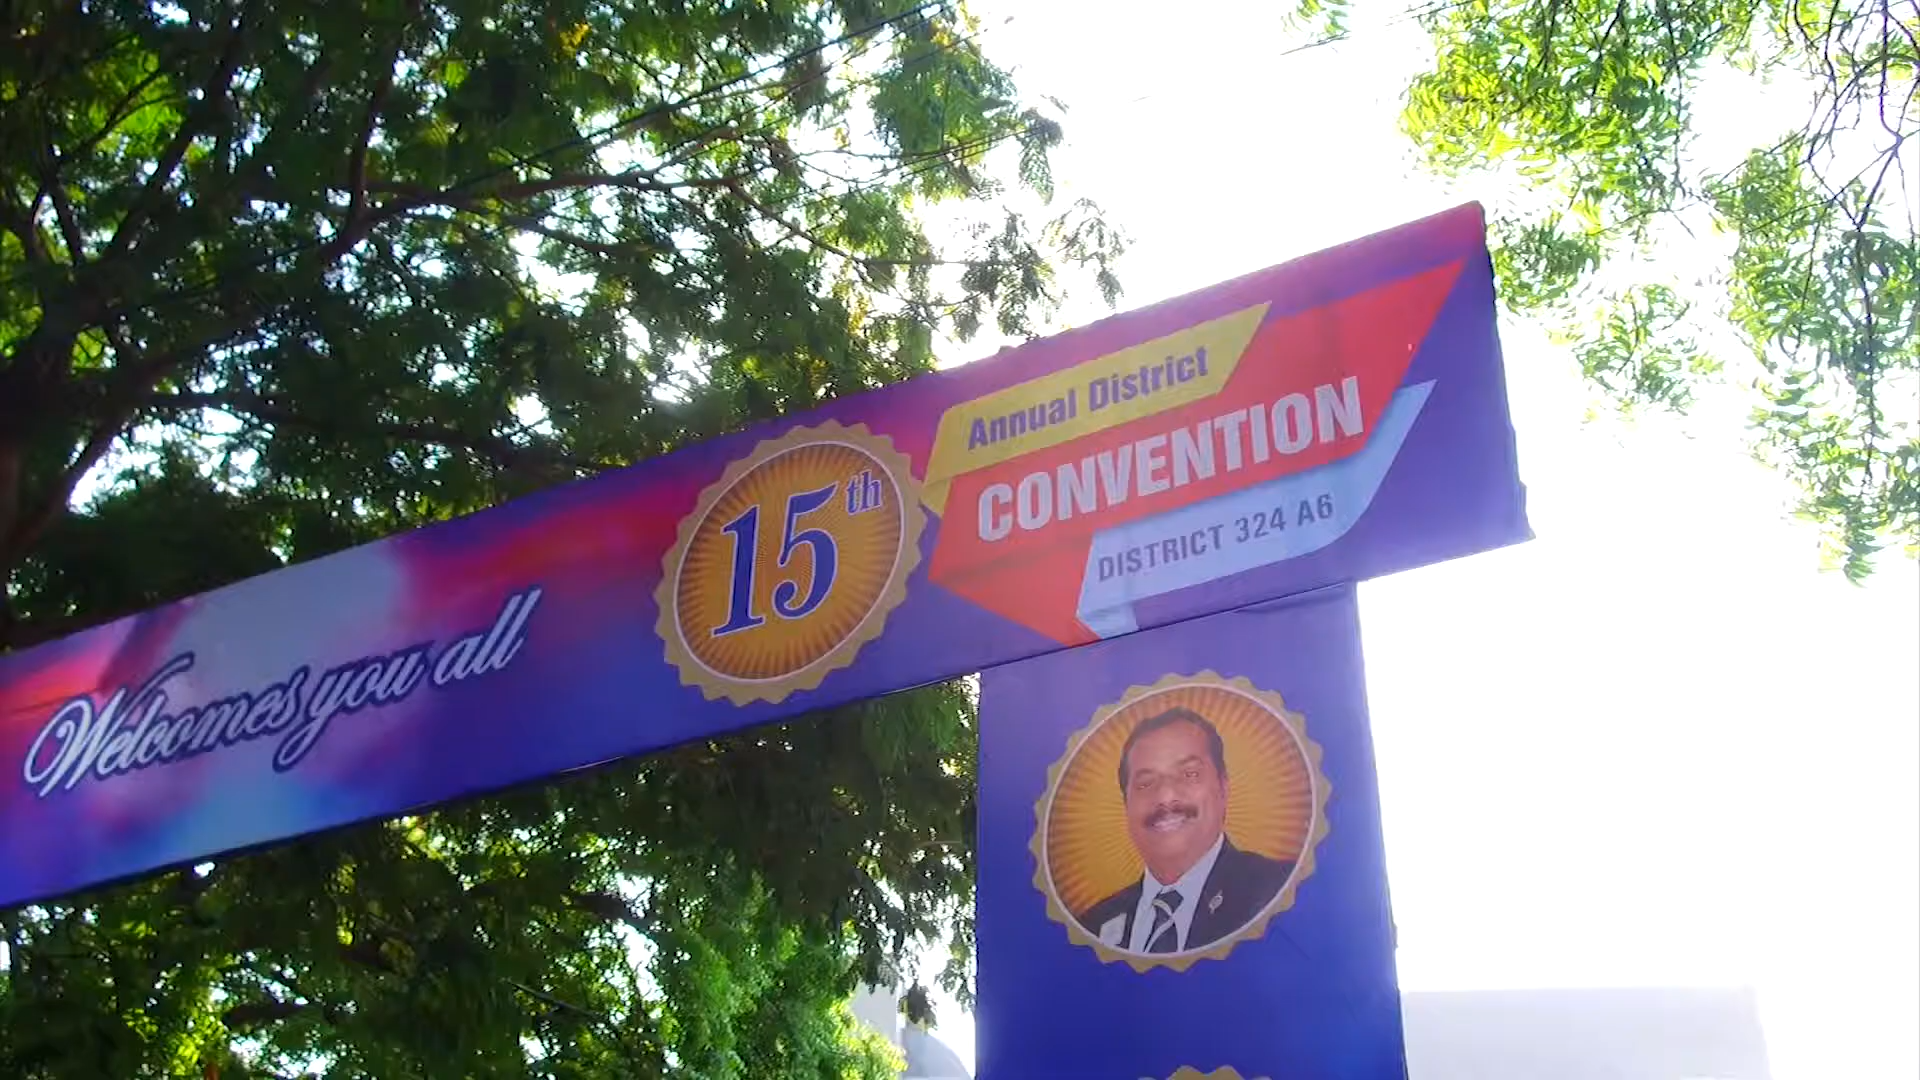 Welcomes you all
15th
Annual District
CONVENTION
DISTRICT 324 A6